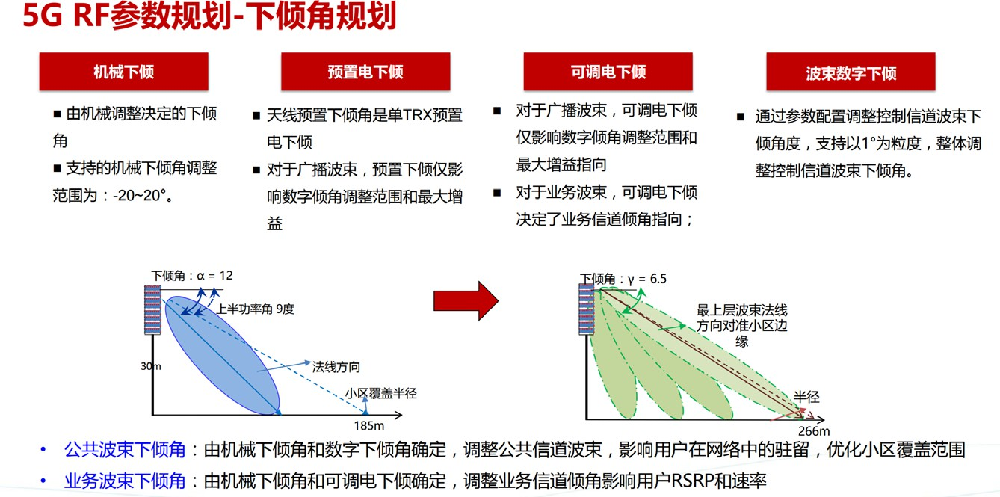 5G RF参数规划-下倾角规划
机械下倾
■ 由机械调整决定的下倾
角
■ 支持的机械下倾角调整
范围为：-20~20°。
预置电下倾
■ 天线预置下倾角是单TRX预置
电下倾
■ 对于广播波束，预置下倾仅影
响数字倾角调整范围和最大增
益
可调电下倾
■ 对于广播波束，可调电下倾
仅影响数字倾角调整范围和
最大增益指向
■ 对于业务波束，可调电下倾
决定了业务信道倾角指向；
波束数字下倾
■ 通过参数配置调整控制信道波束下
倾角度，支持以1°为粒度，整体调
整控制信道波束下倾角。
下倾角：α = 12
上半功率角 9度
30m
法线方向
小区覆盖半径
185m
下倾角：γ = 6.5
最上层波束法线
方向对准小区边
缘
半径
266m
• 公共波束下倾角：由机械下倾角和数字下倾角确定，调整公共信道波束，影响用户在网络中的驻留，优化小区覆盖范围
• 业务波束下倾角：由机械下倾角和可调电下倾确定，调整业务信道倾角影响用户RSRP和速率